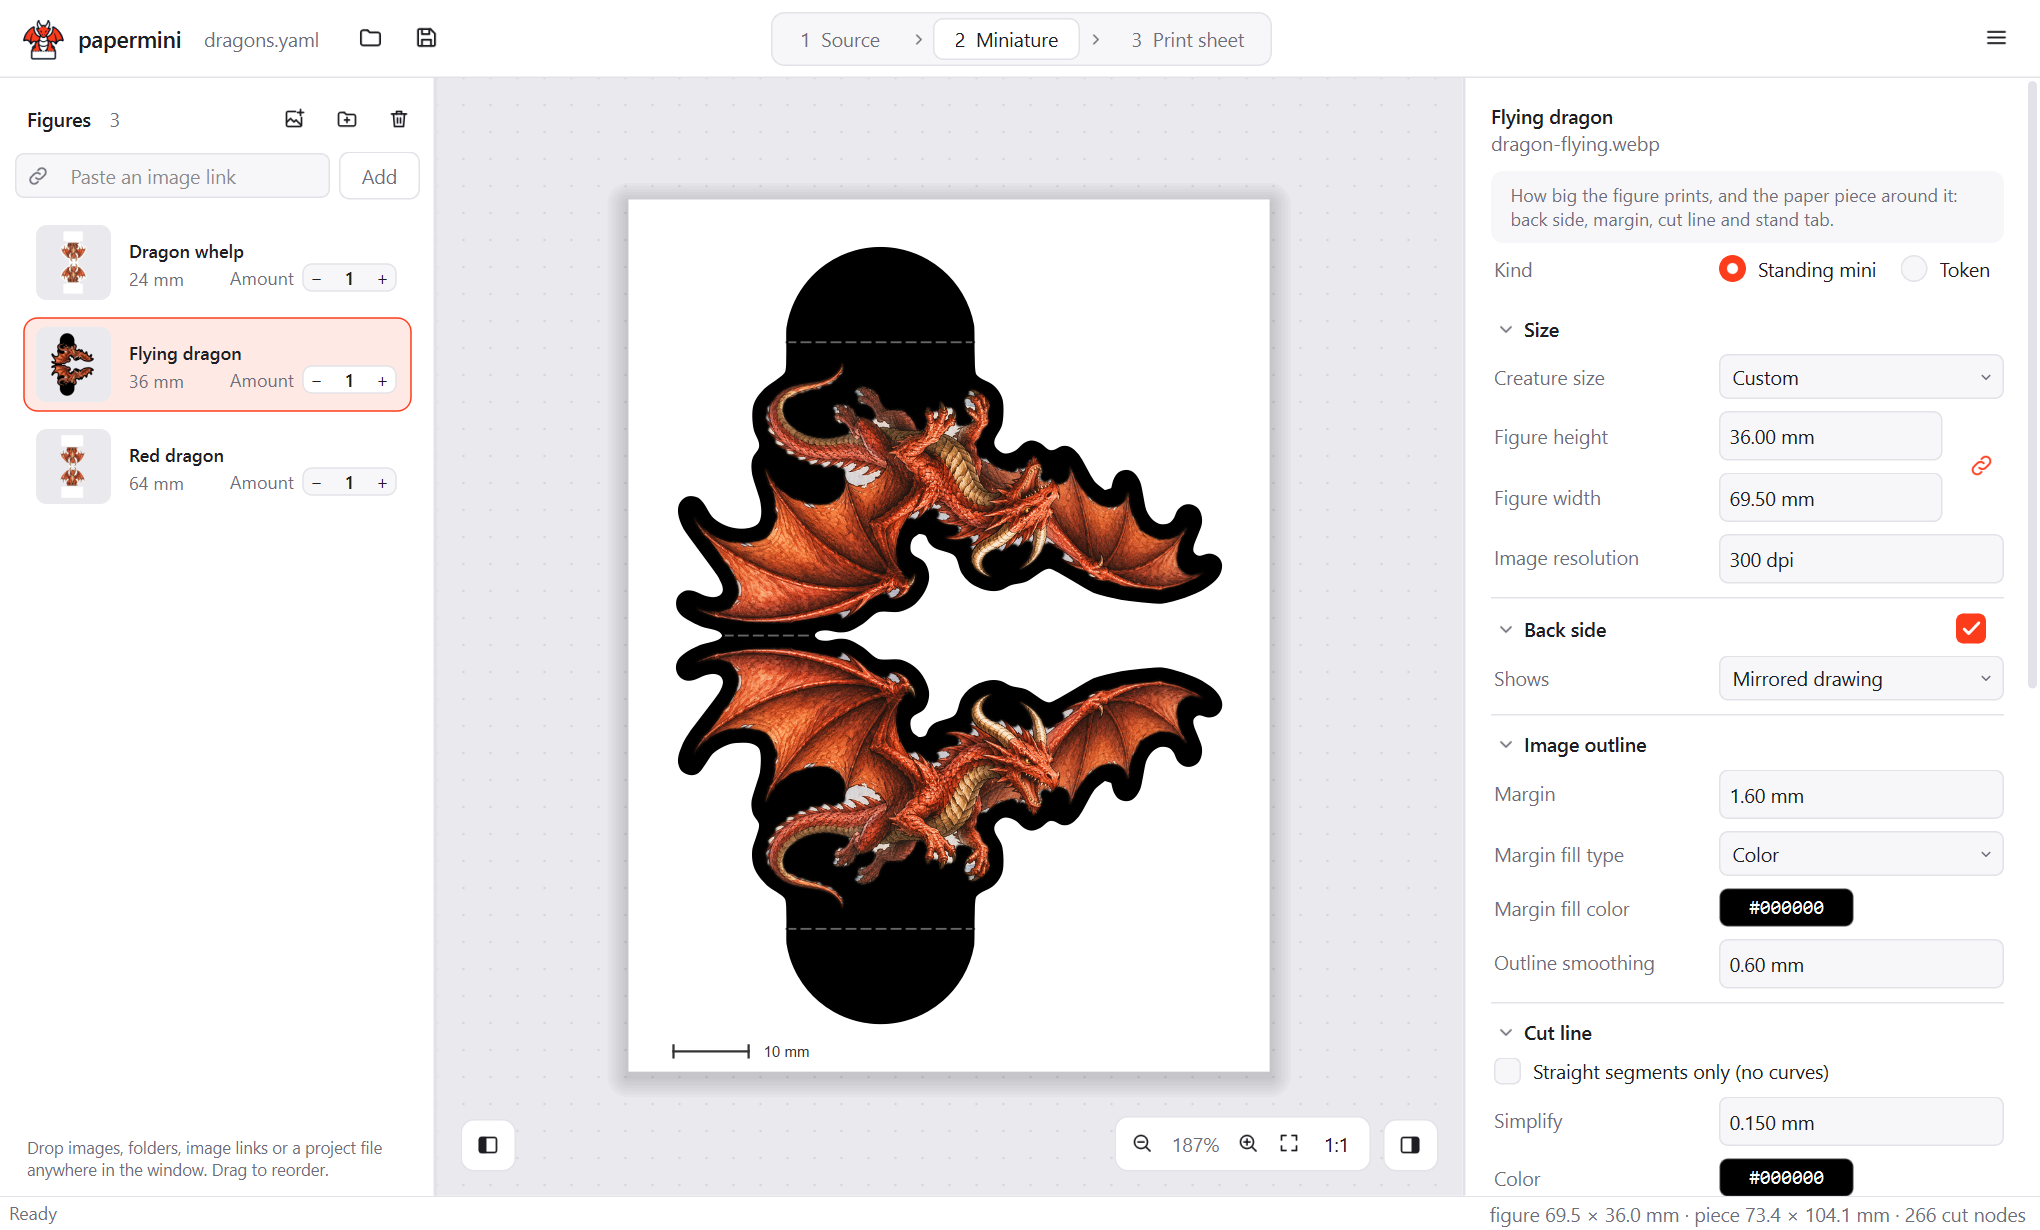 papermini dragons.yaml
1 Source
2 Miniature
3 Print sheet
Figures 3
Paste an image link
Add
Dragon whelp
24 mm Amount − 1 +
Flying dragon
36 mm Amount − 1 +
Red dragon
64 mm Amount − 1 +
Drop images, folders, image links or a project file
anywhere in the window. Drag to reorder.
10 mm
187%
1:1
Flying dragon
dragon-flying.webp
How big the figure prints, and the paper piece around it:
back side, margin, cut line and stand tab.
Kind Standing mini Token
Size
Creature size Custom
Figure height 36.00 mm
Figure width 69.50 mm
Image resolution 300 dpi
Back side
Shows Mirrored drawing
Image outline
Margin 1.60 mm
Margin fill type Color
Margin fill color #000000
Outline smoothing 0.60 mm
Cut line
Straight segments only (no curves)
Simplify 0.150 mm
Color #000000
Ready
figure 69.5 × 36.0 mm · piece 73.4 × 104.1 mm · 266 cut nodes